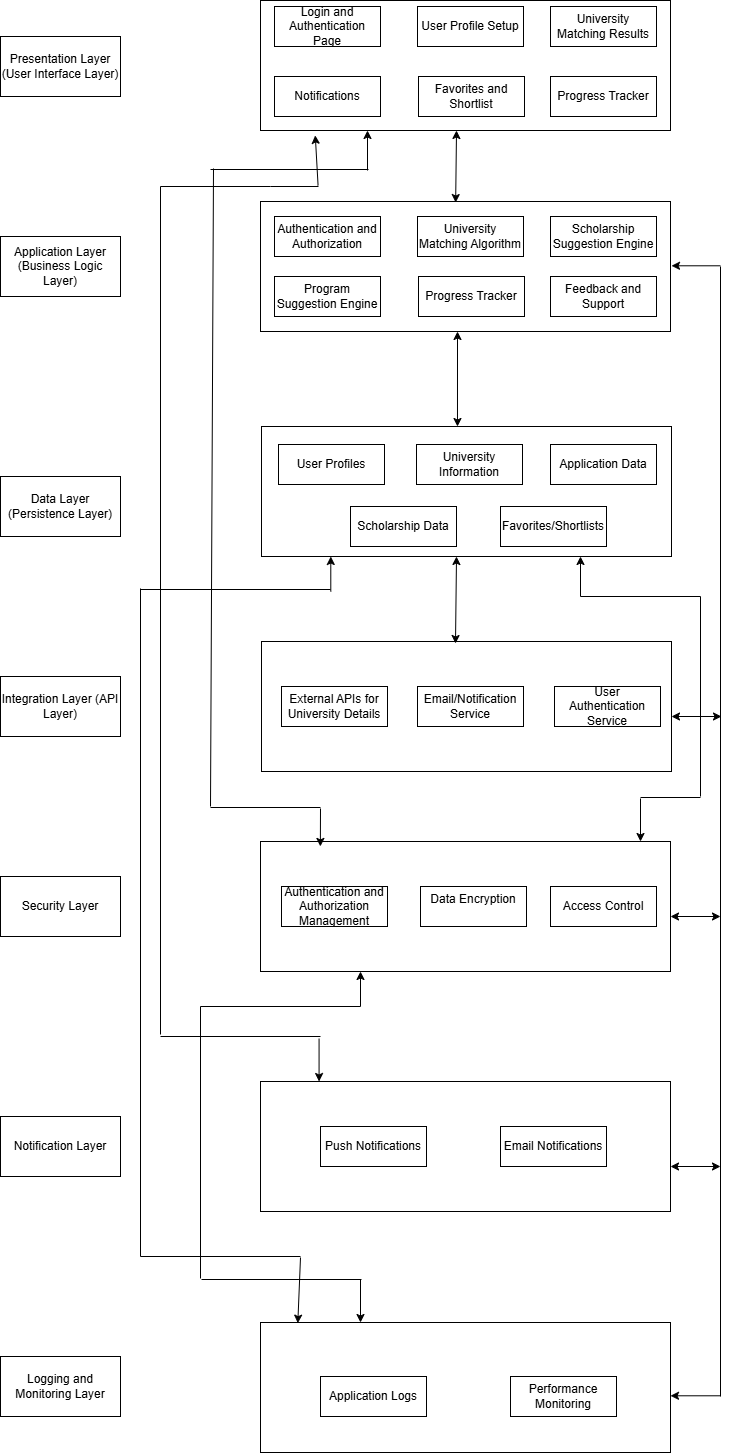 Presentation Layer
(User Interface Layer)
Login and
Authentication
Page
User Profile Setup
University
Matching Results
Notifications
Favorites and
Shortlist
Progress Tracker
Application Layer
(Business Logic
Layer)
Authentication and
Authorization
University
Matching Algorithm
Scholarship
Suggestion Engine
Program
Suggestion Engine
Progress Tracker
Feedback and
Support
Data Layer
(Persistence Layer)
User Profiles
University
Information
Application Data
Scholarship Data
Favorites/Shortlists
Integration Layer (API
Layer)
External APIs for
University Details
Email/Notification
Service
User
Authentication
Service
Security Layer
Authentication and
Authorization
Management
Data Encryption
Access Control
Notification Layer
Push Notifications
Email Notifications
Logging and
Monitoring Layer
Application Logs
Performance
Monitoring